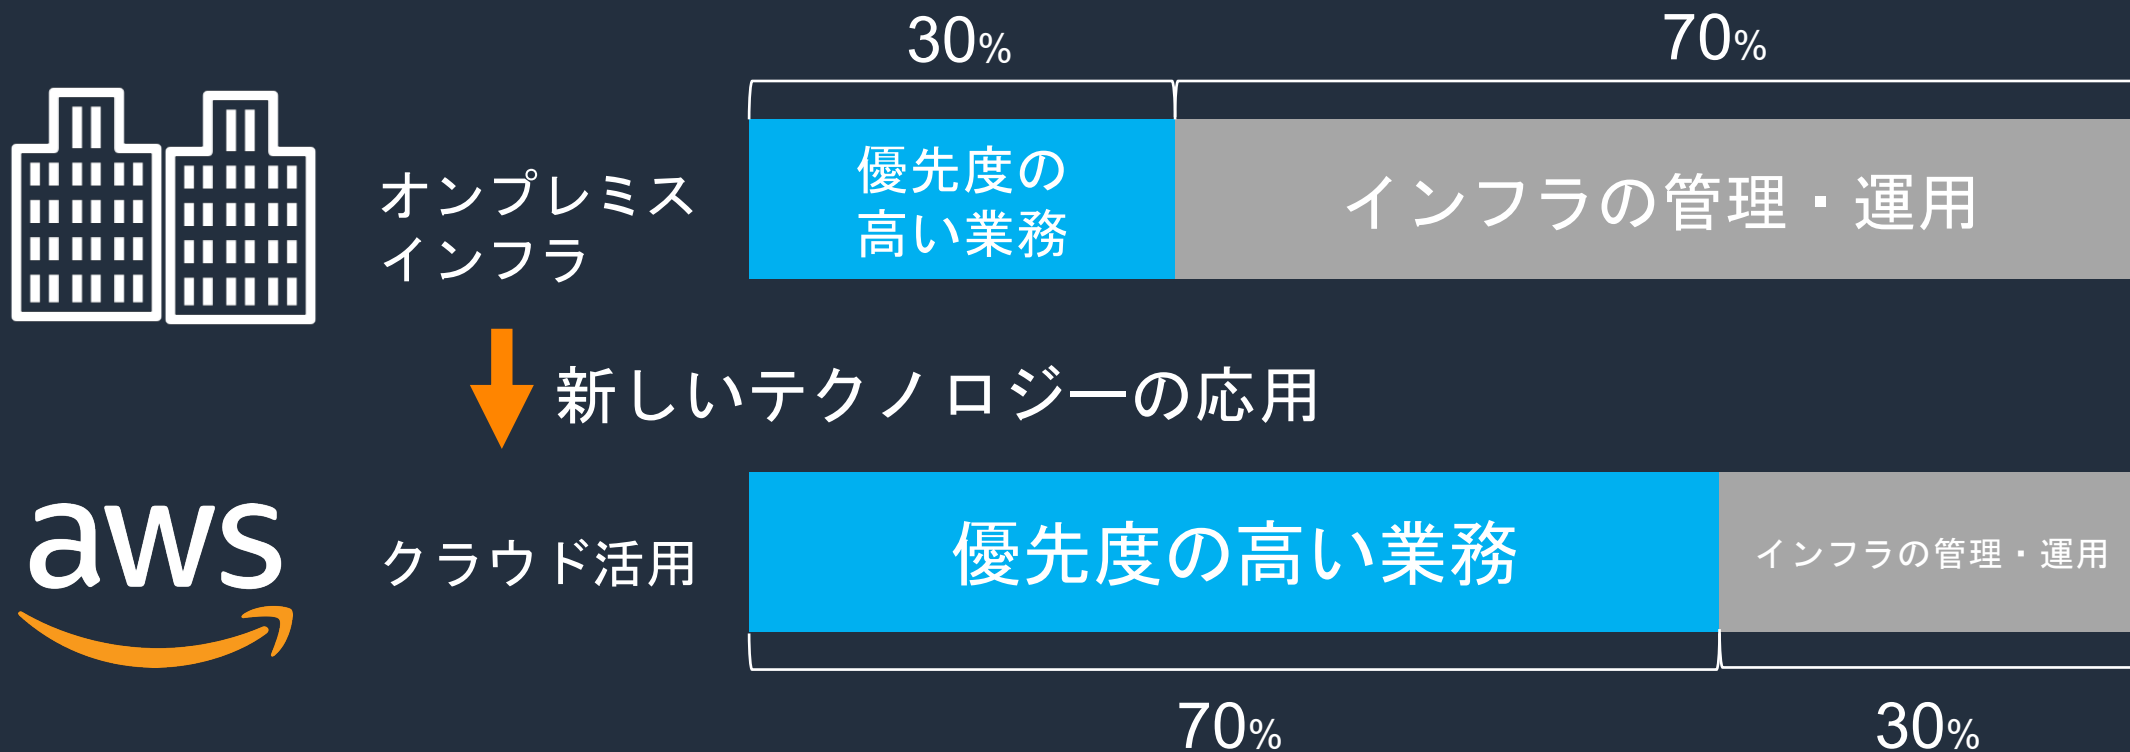 30%
70%
オンプレミス
インフラ
優先度の
高い業務
インフラの管理・運用
新しいテクノロジーの応用
aws
クラウド活用
優先度の高い業務
インフラの管理・運用
70%
30%